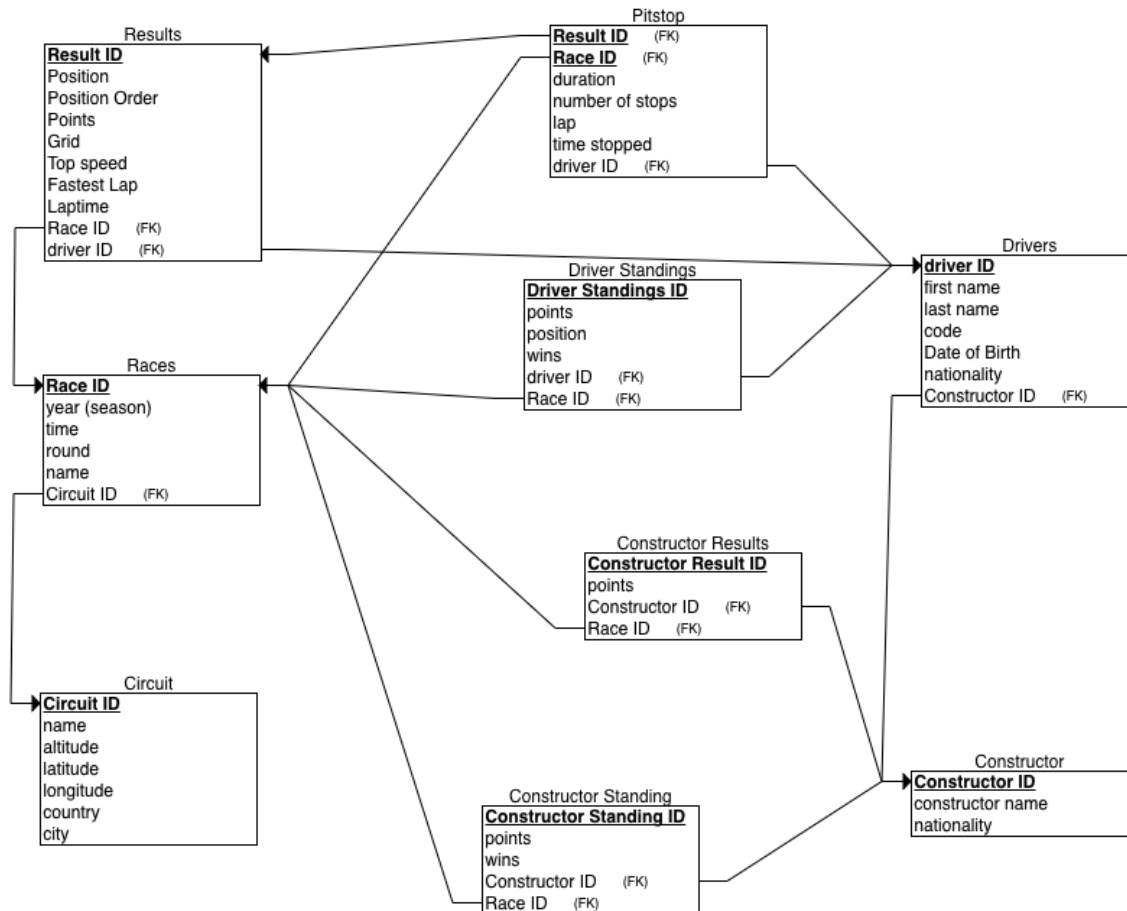 Results
Result ID
Position
Position Order
Points
Grid
Top speed
Fastest Lap
Laptime
Race ID (FK)
driver ID (FK)
Pitstop
Result ID (FK)
Race ID (FK)
duration
number of stops
lap
time stopped
driver ID (FK)
Driver Standings
Driver Standings ID
points
position
wins
driver ID (FK)
Race ID (FK)
Drivers
driver ID
first name
last name
code
Date of Birth
nationality
Constructor ID (FK)
Races
Race ID
year (season)
time
round
name
Circuit ID (FK)
Constructor Results
Constructor Result ID
points
Constructor ID (FK)
Race ID (FK)
Circuit
Circuit ID
name
altitude
latitude
longitude
country
city
Constructor Standing
Constructor Standing ID
points
wins
Constructor ID (FK)
Race ID (FK)
Constructor
Constructor ID
constructor name
nationality